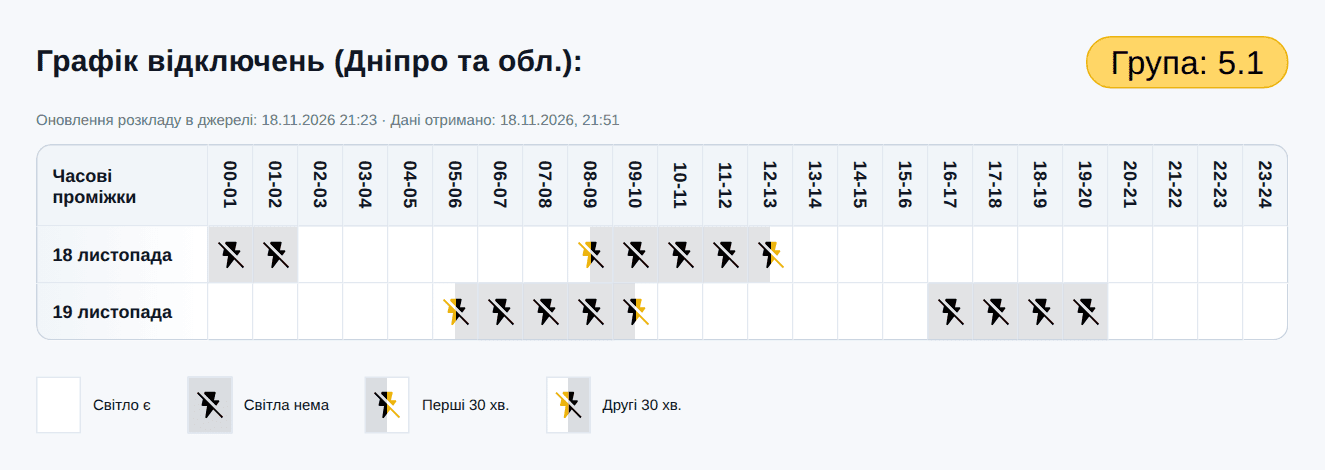 Графік відключень (Дніпро та обл.):
Група: 5.1
Оновлення розкладу в джерелі: 18.11.2026 21:23 · Дані отримано: 18.11.2026, 21:51
Часові
проміжки
00-01
01-02
02-03
03-04
04-05
05-06
06-07
07-08
08-09
09-10
10-11
11-12
12-13
13-14
14-15
15-16
16-17
17-18
18-19
19-20
20-21
21-22
22-23
23-24
18 листопада
19 листопада
Світло є
Світла нема
Перші 30 хв.
Другі 30 хв.